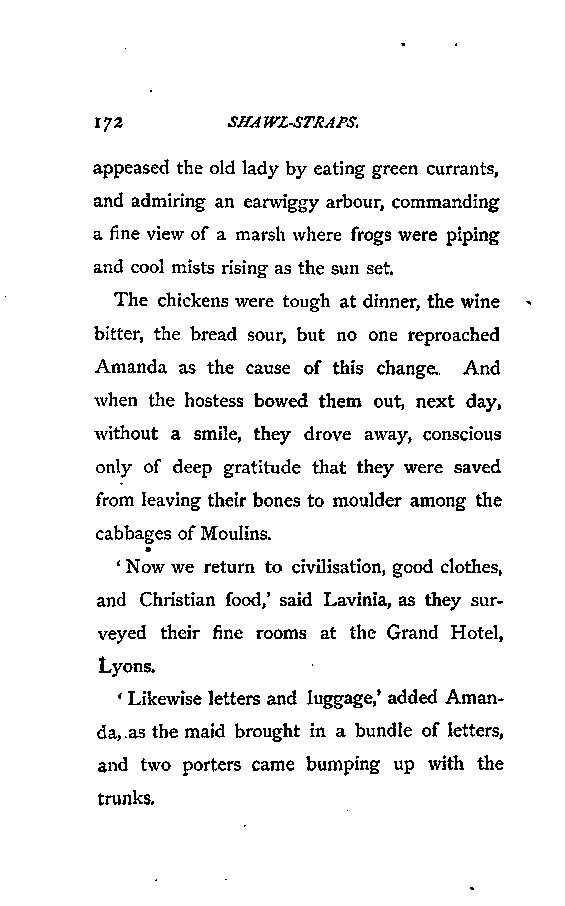 172 SHAWL-STRAPS.
appeased the old lady by eating green currants,
and admiring an earwiggy arbour, commanding
a fine view of a marsh where frogs were piping
and cool mists rising as the sun set.
The chickens were tough at dinner, the wine
bitter, the bread sour, but no one reproached
Amanda as the cause of this change. And
when the hostess bowed them out, next day,
without a smile, they drove away, conscious
only of deep gratitude that they were saved
from leaving their bones to moulder among the
cabbages of Moulins.
‘Now we return to civilisation, good clothes,
and Christian food,’ said Lavinia, as they sur-
veyed their fine rooms at the Grand Hotel,
Lyons.
‘Likewise letters and luggage,’ added Aman-
da, as the maid brought in a bundle of letters,
and two porters came bumping up with the
trunks.